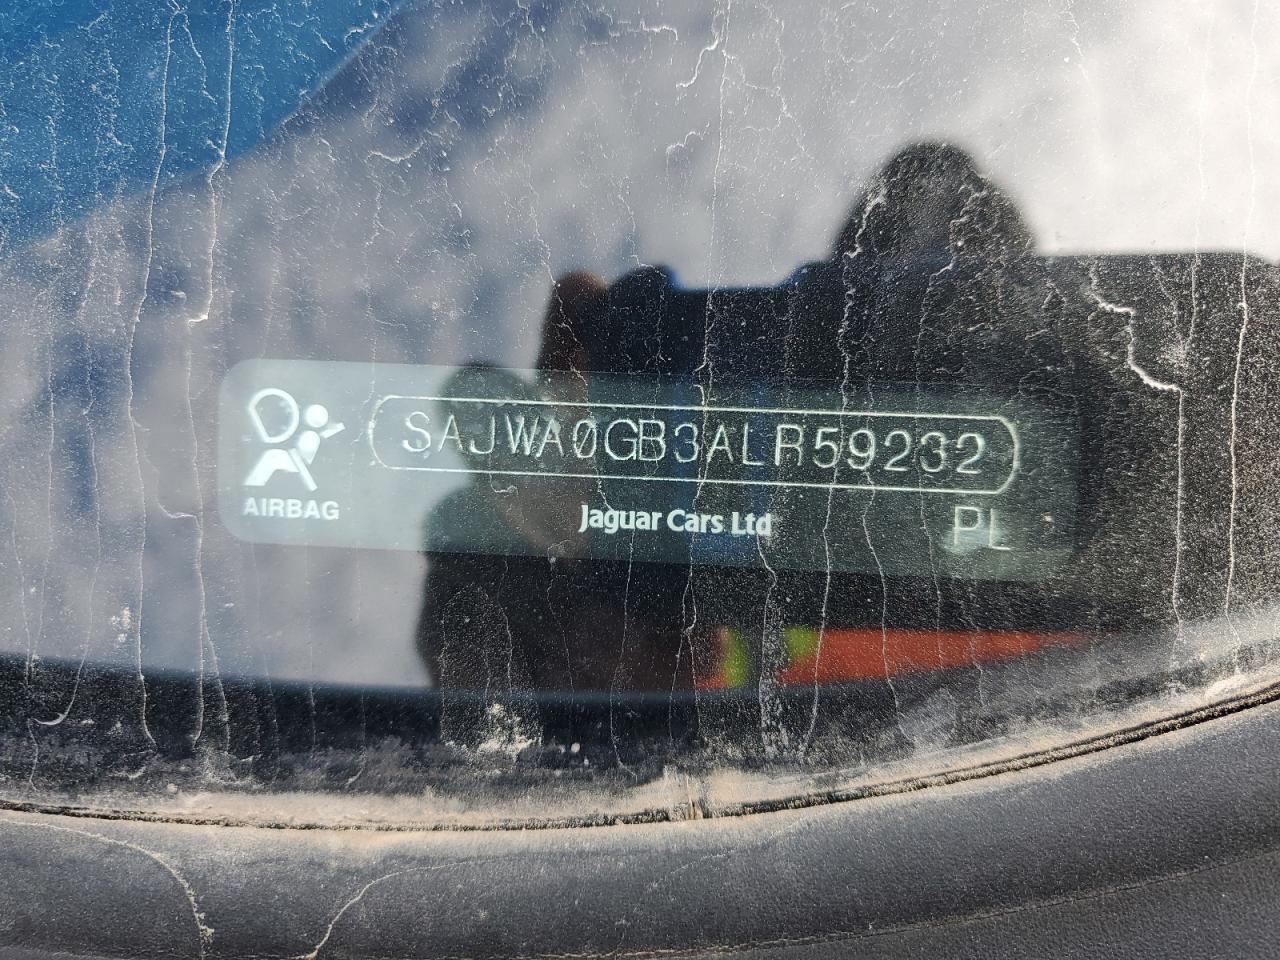 SAJWA0GB3ALR59232
AIRBAG
Jaguar Cars Ltd
PL